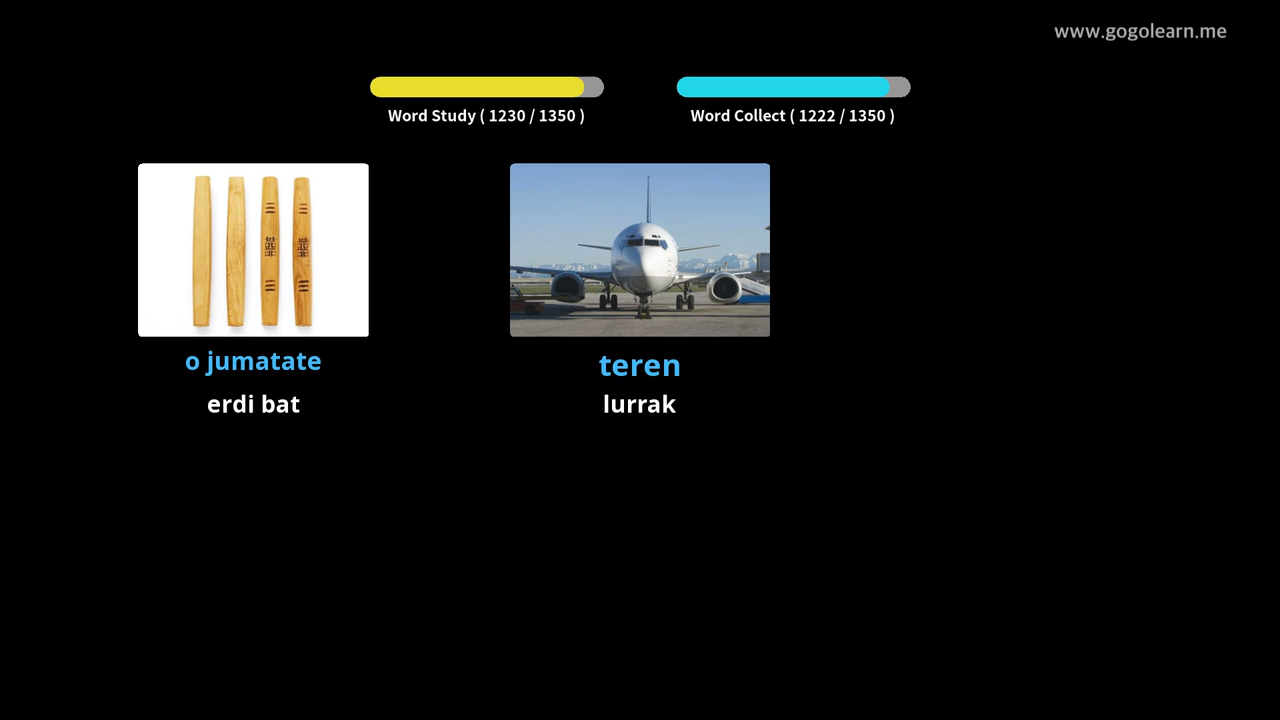 www.gogolearn.me
Word Study ( 1230 / 1350 )
Word Collect ( 1222 / 1350 )
o jumatate
erdi bat
teren
lurrak